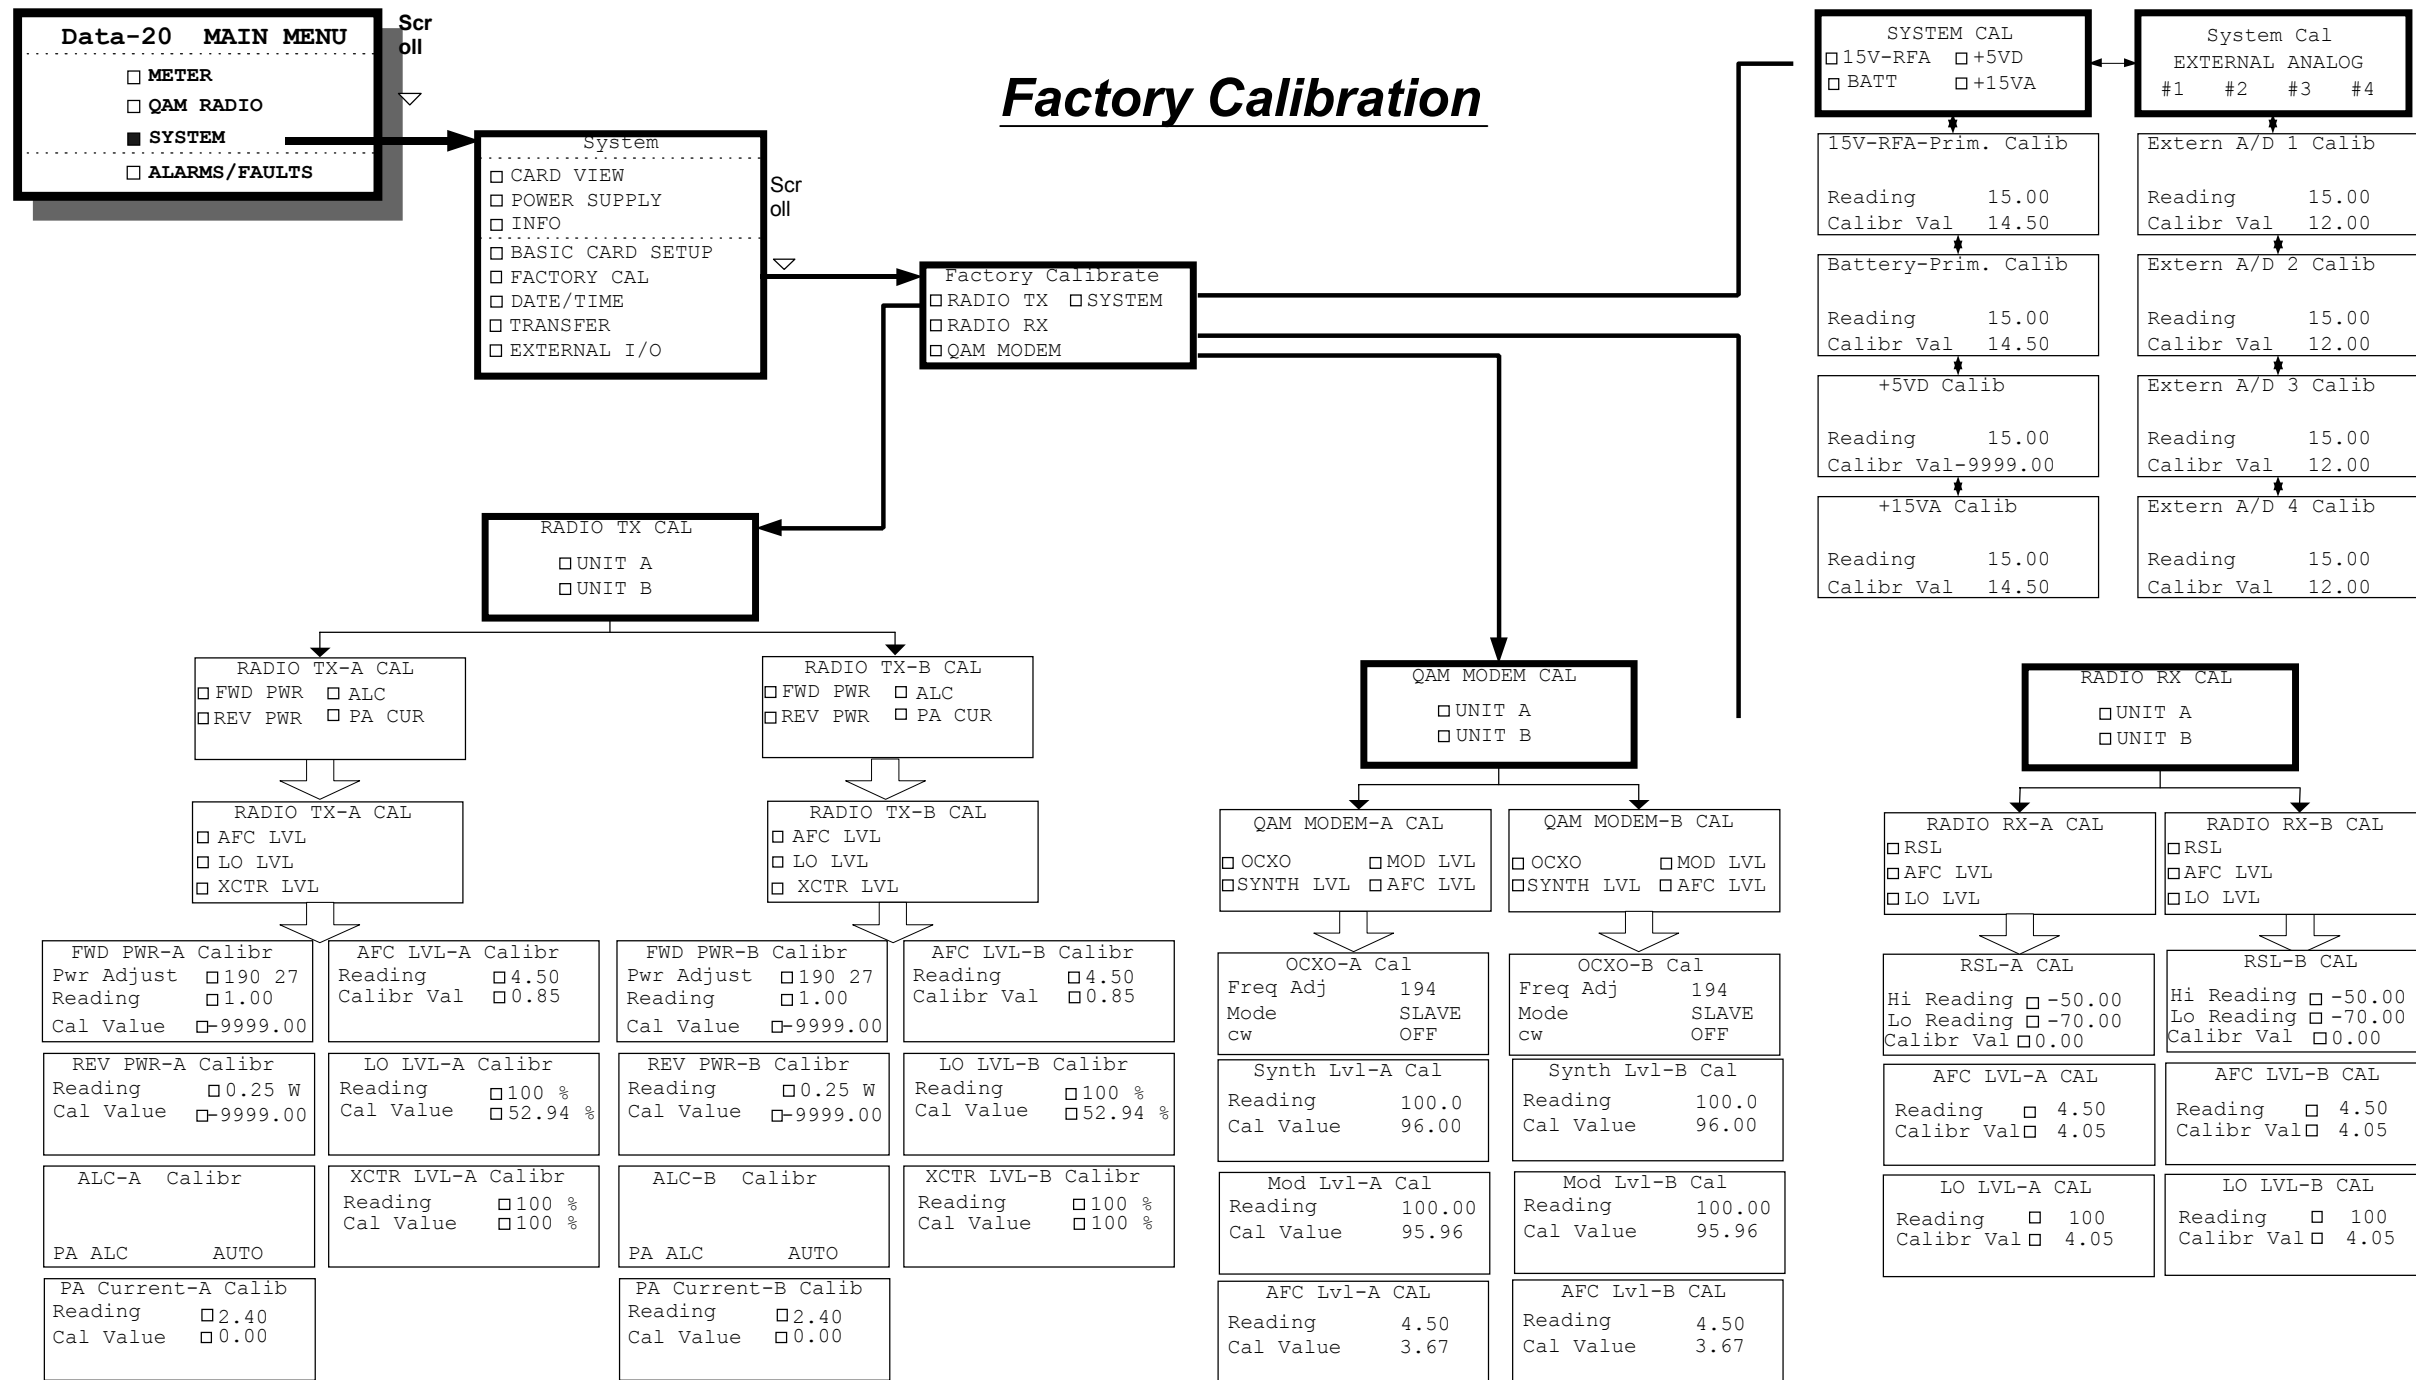 Data-20 MAIN MENU
METER
QAM RADIO
SYSTEM
ALARMS/FAULTS
Scr
oll
Factory Calibration
System
CARD VIEW
POWER SUPPLY
INFO
BASIC CARD SETUP
FACTORY CAL
DATE/TIME
TRANSFER
EXTERNAL I/O
Scr
oll
Factory Calibrate
RADIO TX SYSTEM
RADIO RX
QAM MODEM
SYSTEM CAL
15V-RFA +5VD
BATT +15VA
System Cal
EXTERNAL ANALOG
#1 #2 #3 #4
15V-RFA-Prim. Calib
Reading 15.00
Calibr Val 14.50
Extern A/D 1 Calib
Reading 15.00
Calibr Val 12.00
Battery-Prim. Calib
Reading 15.00
Calibr Val 14.50
Extern A/D 2 Calib
Reading 15.00
Calibr Val 12.00
+5VD Calib
Reading 15.00
Calibr Val-9999.00
Extern A/D 3 Calib
Reading 15.00
Calibr Val 12.00
+15VA Calib
Reading 15.00
Calibr Val 14.50
Extern A/D 4 Calib
Reading 15.00
Calibr Val 12.00
RADIO TX CAL
UNIT A
UNIT B
RADIO TX-A CAL
FWD PWR ALC
REV PWR PA CUR
RADIO TX-B CAL
FWD PWR ALC
REV PWR PA CUR
RADIO TX-A CAL
AFC LVL
LO LVL
XCTR LVL
RADIO TX-B CAL
AFC LVL
LO LVL
XCTR LVL
FWD PWR-A Calibr
Pwr Adjust 190 27
Reading 1.00
Cal Value -9999.00
AFC LVL-A Calibr
Reading 4.50
Calibr Val 0.85
FWD PWR-B Calibr
Pwr Adjust 190 27
Reading 1.00
Cal Value -9999.00
AFC LVL-B Calibr
Reading 4.50
Calibr Val 0.85
REV PWR-A Calibr
Reading 0.25 W
Cal Value -9999.00
LO LVL-A Calibr
Reading 100 %
Cal Value 52.94 %
REV PWR-B Calibr
Reading 0.25 W
Cal Value -9999.00
LO LVL-B Calibr
Reading 100 %
Cal Value 52.94 %
ALC-A Calibr
PA ALC AUTO
XCTR LVL-A Calibr
Reading 100 %
Cal Value 100 %
ALC-B Calibr
PA ALC AUTO
XCTR LVL-B Calibr
Reading 100 %
Cal Value 100 %
PA Current-A Calib
Reading 2.40
Cal Value 0.00
PA Current-B Calib
Reading 2.40
Cal Value 0.00
QAM MODEM CAL
UNIT A
UNIT B
QAM MODEM-A CAL
OCXO MOD LVL
SYNTH LVL AFC LVL
QAM MODEM-B CAL
OCXO MOD LVL
SYNTH LVL AFC LVL
OCXO-A Cal
Freq Adj 194
Mode SLAVE
CW OFF
OCXO-B Cal
Freq Adj 194
Mode SLAVE
CW OFF
Synth Lvl-A Cal
Reading 100.0
Cal Value 96.00
Synth Lvl-B Cal
Reading 100.0
Cal Value 96.00
Mod Lvl-A Cal
Reading 100.00
Cal Value 95.96
Mod Lvl-B Cal
Reading 100.00
Cal Value 95.96
AFC Lvl-A CAL
Reading 4.50
Cal Value 3.67
AFC Lvl-B CAL
Reading 4.50
Cal Value 3.67
RADIO RX CAL
UNIT A
UNIT B
RADIO RX-A CAL
RSL
AFC LVL
LO LVL
RADIO RX-B CAL
RSL
AFC LVL
LO LVL
RSL-A CAL
Hi Reading -50.00
Lo Reading -70.00
Calibr Val 0.00
RSL-B CAL
Hi Reading -50.00
Lo Reading -70.00
Calibr Val 0.00
AFC LVL-A CAL
Reading 4.50
Calibr Val 4.05
AFC LVL-B CAL
Reading 4.50
Calibr Val 4.05
LO LVL-A CAL
Reading 100
Calibr Val 4.05
LO LVL-B CAL
Reading 100
Calibr Val 4.05